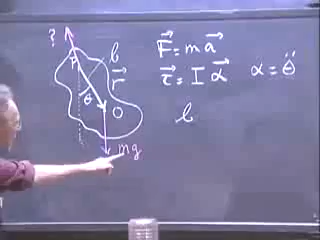 ?
P
b
r⃗
θ
O
mg
F⃗ = m a⃗
τ⃗ = I α⃗   α = θ̈
b